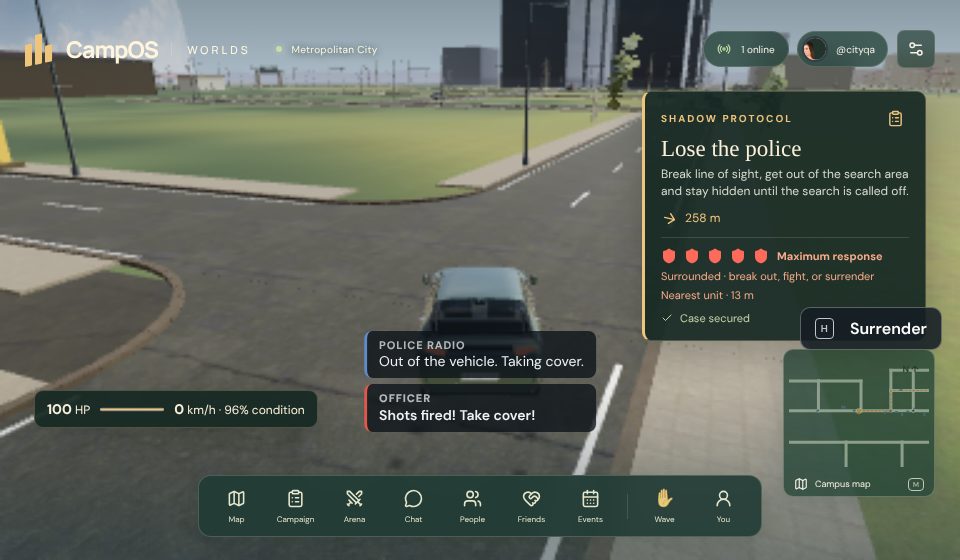 CampOS
WORLDS
Metropolitan City
1 online
@cityqa
SHADOW PROTOCOL
Lose the police
Break line of sight, get out of the search area
and stay hidden until the search is called off.
258 m
Maximum response
Surrounded · break out, fight, or surrender
Nearest unit · 13 m
Case secured
H Surrender
POLICE RADIO
Out of the vehicle. Taking cover.
OFFICER
Shots fired! Take cover!
100 HP 0 km/h · 96% condition
Campus map M
Map
Campaign
Arena
Chat
People
Friends
Events
Wave
You